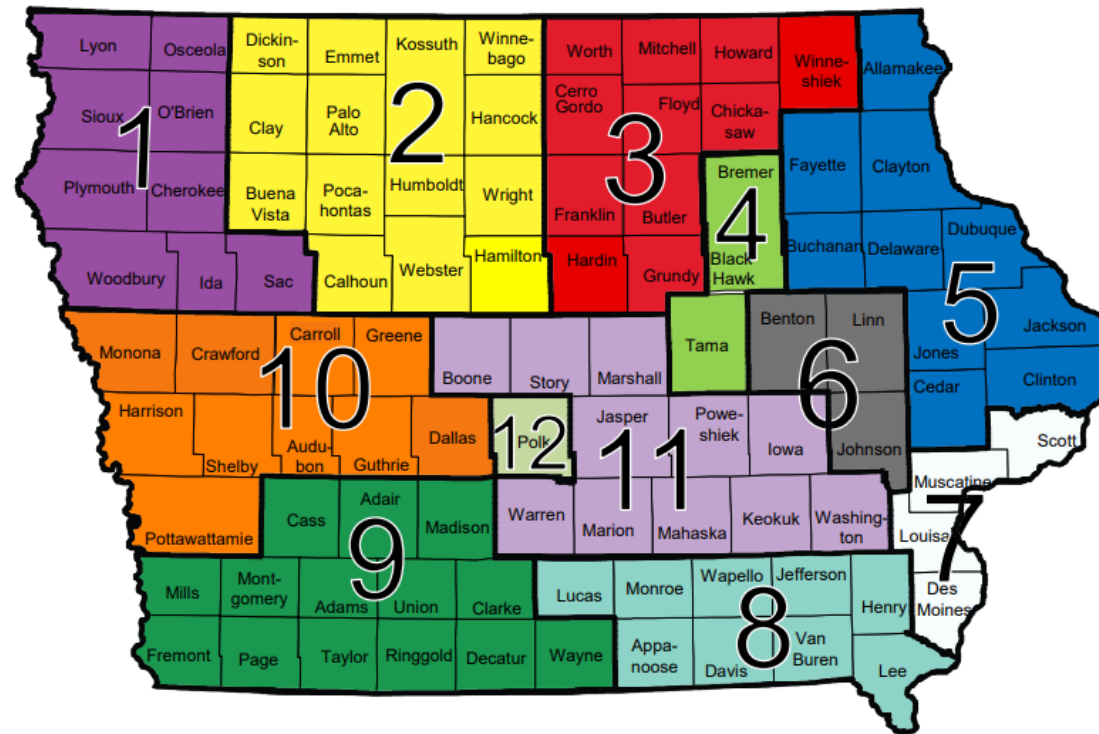 Lyon
Osceola
Dickin-
son
Emmet
Kossuth
Winne-
bago
Worth
Mitchell
Howard
Winne-
shiek
Allamakee
Sioux
O'Brien
Clay
Palo
Alto
Hancock
Cerro
Gordo
Floyd
Chicka-
saw
Fayette
Clayton
1
2
3
Plymouth
Cherokee
Buena
Vista
Poca-
hontas
Humboldt
Wright
Franklin
Butler
Bremer
4
Black
Hawk
Buchanan
Delaware
Dubuque
Woodbury
Ida
Sac
Calhoun
Webster
Hamilton
Hardin
Grundy
5
Monona
Crawford
Carroll
Greene
Boone
Story
Marshall
Tama
Benton
Linn
Jones
Jackson
10
6
Harrison
Shelby
Audu-
bon
Guthrie
Dallas
12
Polk
Jasper
Powe-
shiek
Iowa
Johnson
Cedar
Clinton
Scott
11
Pottawattamie
Cass
Adair
Madison
Warren
Marion
Mahaska
Keokuk
Washing-
ton
Muscatine
Louisa
7
9
Mills
Mont-
gomery
Adams
Union
Clarke
Lucas
Monroe
Wapello
Jefferson
Henry
Des
Moines
8
Fremont
Page
Taylor
Ringgold
Decatur
Wayne
Appa-
noose
Davis
Van
Buren
Lee